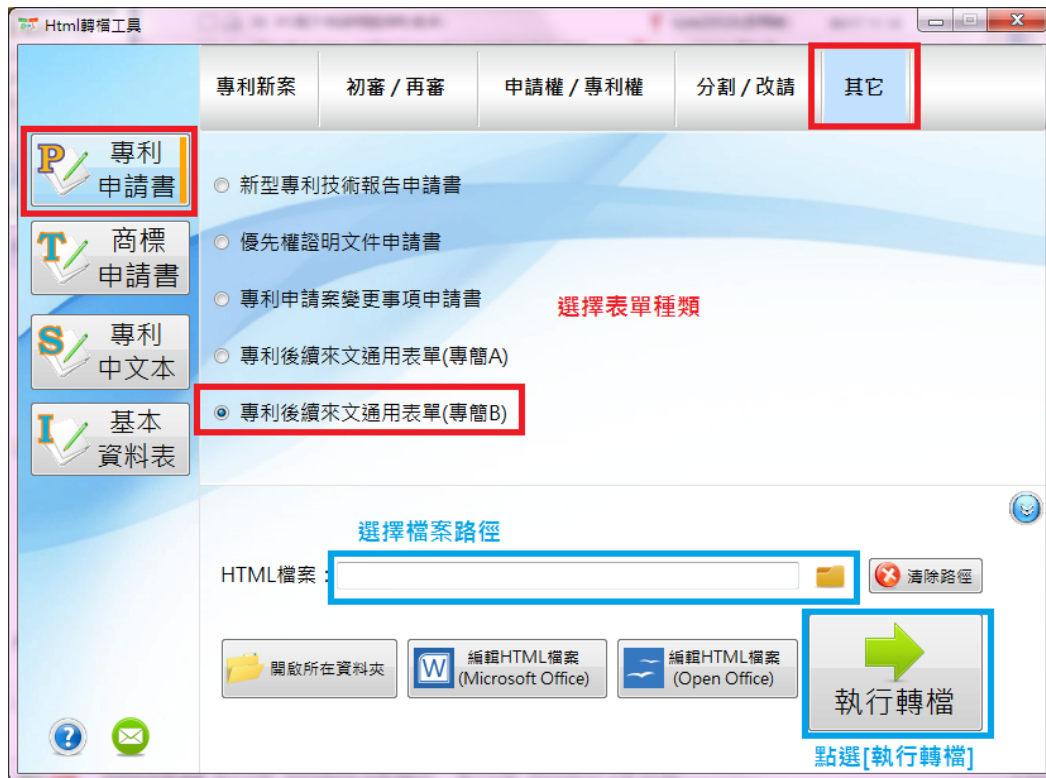 Html轉檔工具
專利新案
初審 / 再審
申請權 / 專利權
分割 / 改請
其它
P
專利
申請書
T
商標
申請書
S
專利
中文本
I
基本
資料表
新型專利技術報告申請書
優先權證明文件申請書
專利申請案變更事項申請書
選擇表單種類
專利後續來文通用表單(專簡A)
專利後續來文通用表單(專簡B)
選擇檔案路徑
HTML檔案:
清除路徑
開啟所在資料夾
W
編輯HTML檔案
(Microsoft Office)
編輯HTML檔案
(Open Office)
執行轉檔
點選[執行轉檔]